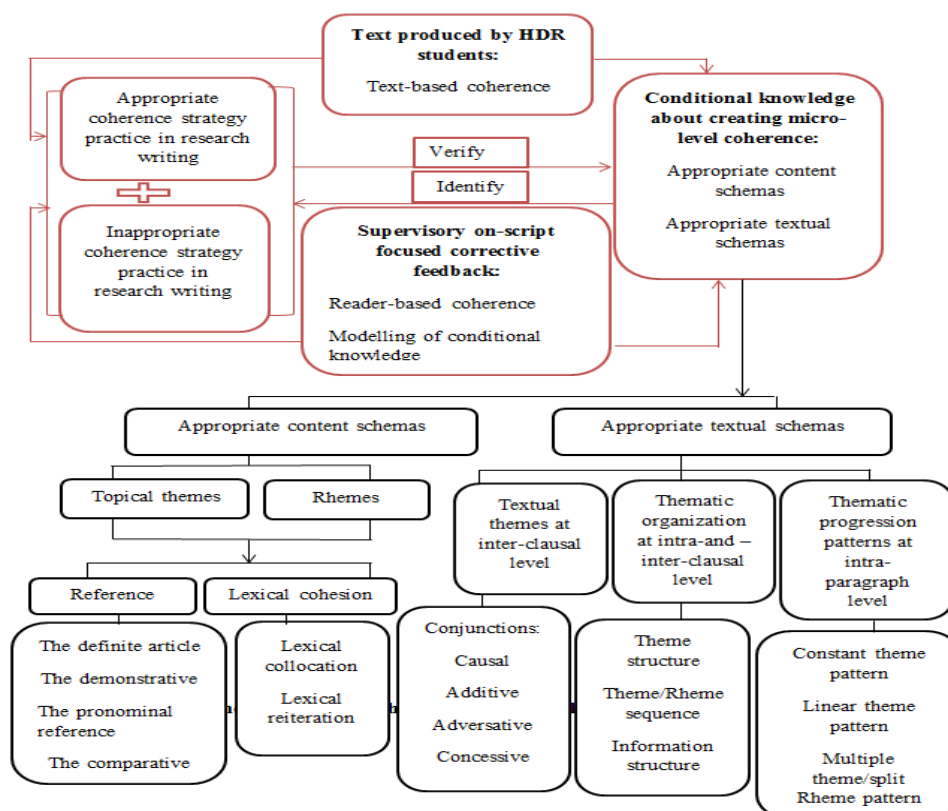 Text produced by HDR
students:
Text-based coherence
Appropriate
coherence strategy
practice in research
writing
Inappropriate
coherence strategy
practice in
research writing
Verify
Identify
Conditional knowledge
about creating micro-
level coherence:
Appropriate content
schemas
Appropriate textual
schemas
Supervisory on-script
focused corrective
feedback:
Reader-based coherence
Modelling of conditional
knowledge
Appropriate content schemas
Appropriate textual schemas
Topical themes
Rhemes
Reference
Lexical cohesion
The definite article
The demonstrative
The pronominal
reference
The comparative
Lexical
collocation
Lexical
reiteration
Textual
themes at
inter-clausal
level
Thematic
organization
at intra-and –
inter-clausal
level
Thematic
progression
patterns at
intra-
paragraph
level
Conjunctions:
Causal
Additive
Adversative
Concessive
Theme
structure
Theme/Rheme
sequence
Information
structure
Constant theme
pattern
Linear theme
pattern
Multiple
theme/split
Rheme pattern